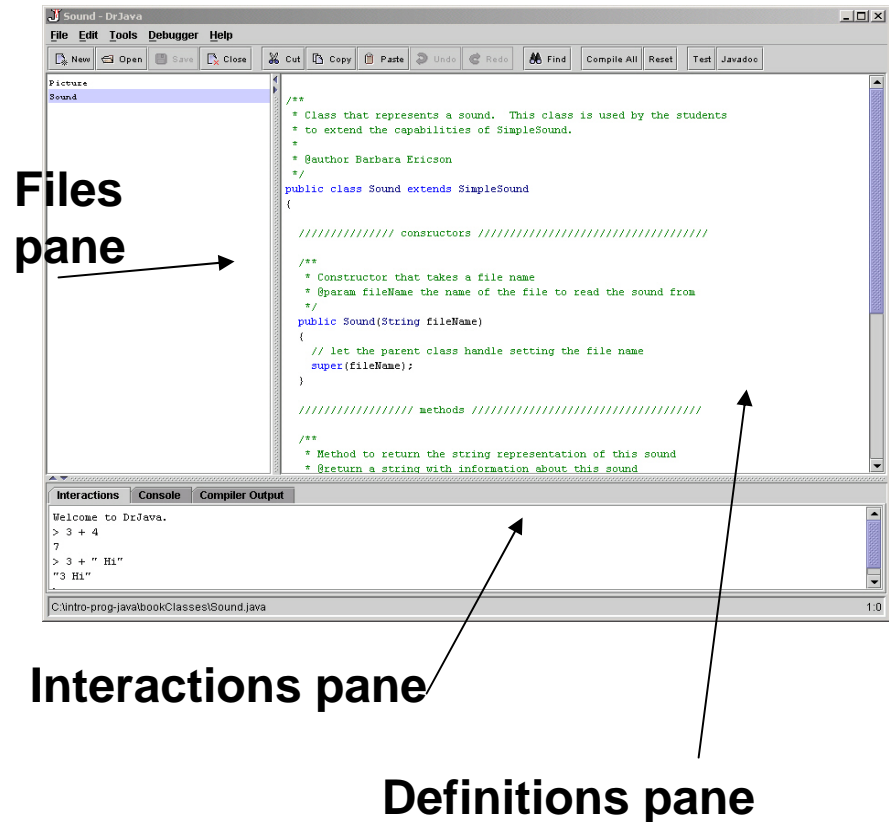 Sound - DrJava
File Edit Tools Debugger Help
New Open Save Close Cut Copy Paste Undo Redo Find Compile All Reset Test Javadoc
Picture
Sound
/**
* Class that represents a sound. This class is used by the students
* to extend the capabilities of SimpleSound.
*
* @author Barbara Ericson
*/
public class Sound extends SimpleSound
{
/////////////// consructors ////////////////////////////////////
/**
* Constructor that takes a file name
* @param fileName the name of the file to read the sound from
*/
public Sound(String fileName)
{
// let the parent class handle setting the file name
super(fileName);
}
////////////////// methods ////////////////////////////////////
/**
* Method to return the string representation of this sound
* @return a string with information about this sound
Files
pane
Interactions Console Compiler Output
Welcome to DrJava.
> 3 + 4
7
> 3 + " Hi"
"3 Hi"
C:\intro-prog-java\bookClasses\Sound.java 1:0
Interactions pane
Definitions pane